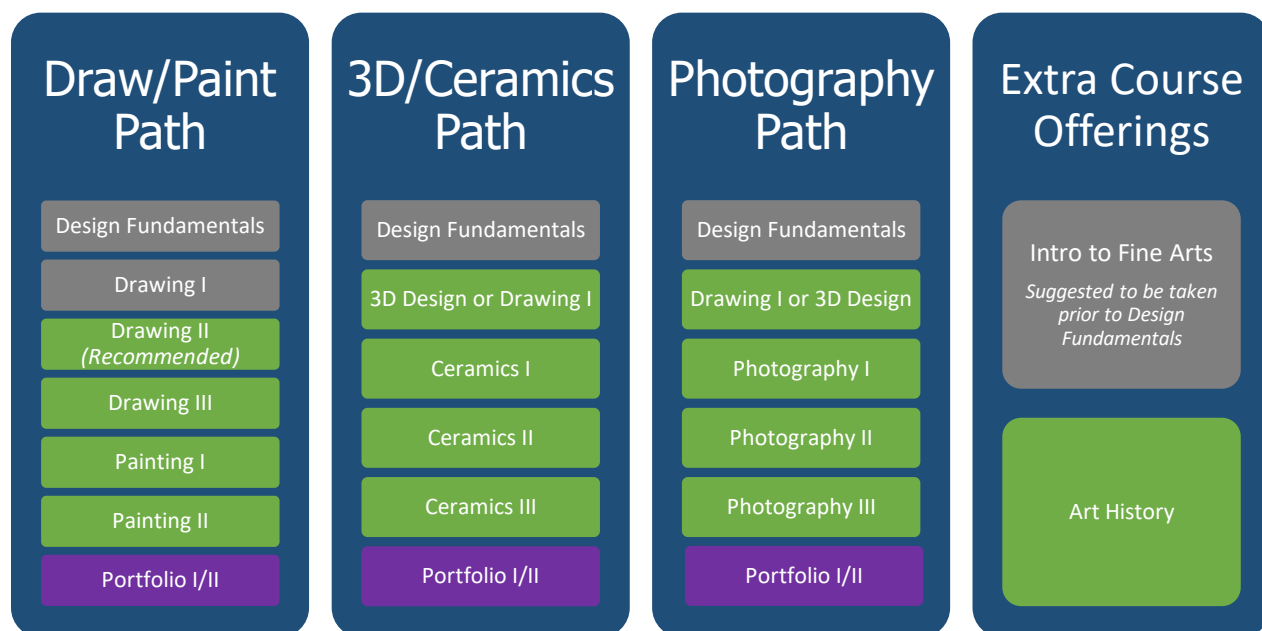 Draw/Paint
Path
Design Fundamentals
Drawing I
Drawing II
(Recommended)
Drawing III
Painting I
Painting II
Portfolio I/II
3D/Ceramics
Path
Design Fundamentals
3D Design or Drawing I
Ceramics I
Ceramics II
Ceramics III
Portfolio I/II
Photography
Path
Design Fundamentals
Drawing I or 3D Design
Photography I
Photography II
Photography III
Portfolio I/II
Extra Course
Offerings
Intro to Fine Arts
Suggested to be taken
prior to Design
Fundamentals
Art History